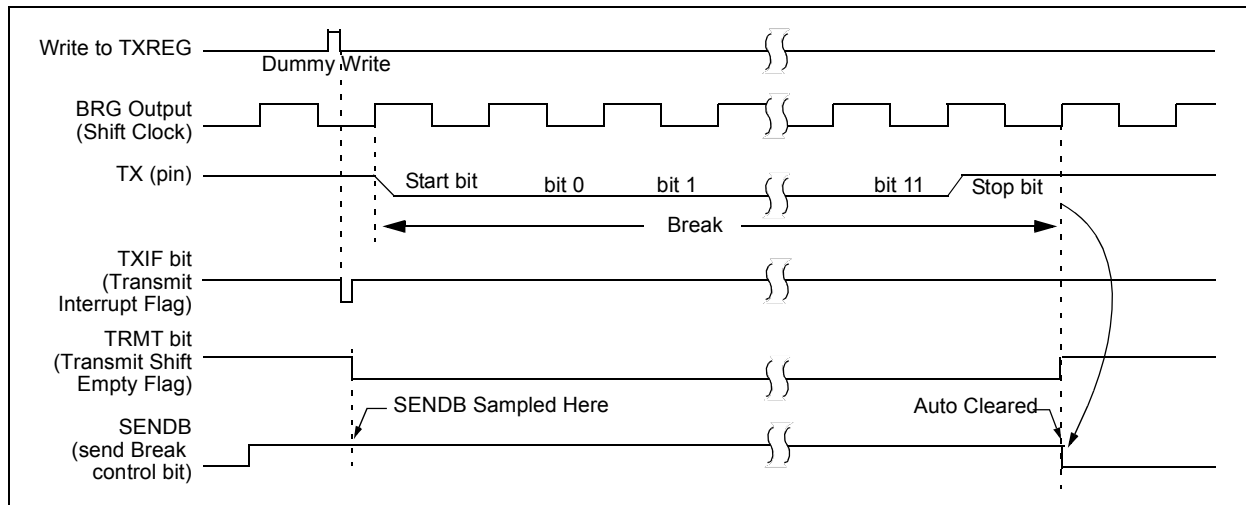 Write to TXREG
Dummy Write
BRG Output
(Shift Clock)
TX (pin)
Start bit
bit 0
bit 1
bit 11
Stop bit
Break
TXIF bit
(Transmit
Interrupt Flag)
TRMT bit
(Transmit Shift
Empty Flag)
SENDB Sampled Here
Auto Cleared
SENDB
(send Break
control bit)